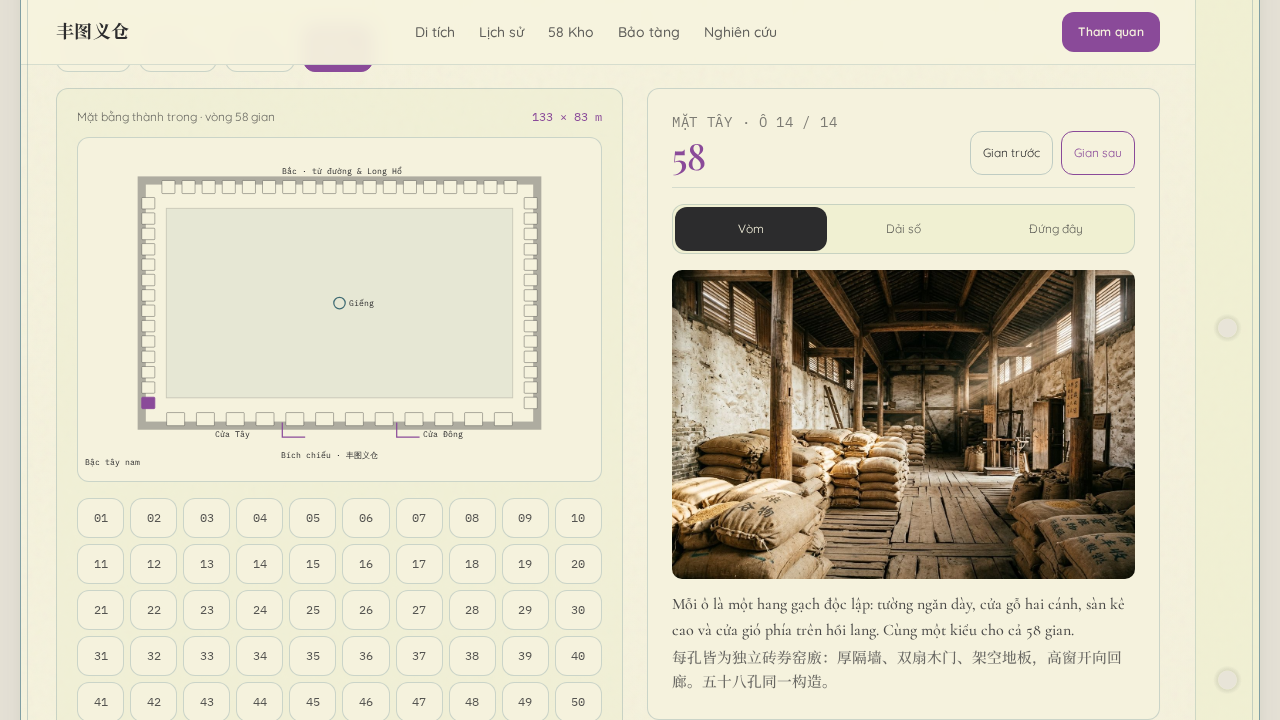 丰图义仓
Di tích
Lịch sử
58 Kho
Bảo tàng
Nghiên cứu
Tham quan
Mặt bằng thành trong · vòng 58 gian
133 × 83 m
Bắc · từ đường & Long Hổ
Giếng
Cửa Tây
Cửa Đông
Bích chiếu · 丰图义仓
Bậc tây nam
01 02 03 04 05 06 07 08 09 10
11 12 13 14 15 16 17 18 19 20
21 22 23 24 25 26 27 28 29 30
31 32 33 34 35 36 37 38 39 40
41 42 43 44 45 46 47 48 49 50
MẶT TÂY · Ô 14 / 14
58
Gian trước
Gian sau
Vòm
Dải số
Đứng đây
Mỗi ô là một hang gạch độc lập: tường ngăn dày, cửa gỗ hai cánh, sàn kê
cao và cửa gió phía trên hồi lang. Cùng một kiểu cho cả 58 gian.
每孔皆为独立砖券窑廒：厚隔墙、双扇木门、架空地板，高窗开向回
廊。五十八孔同一构造。